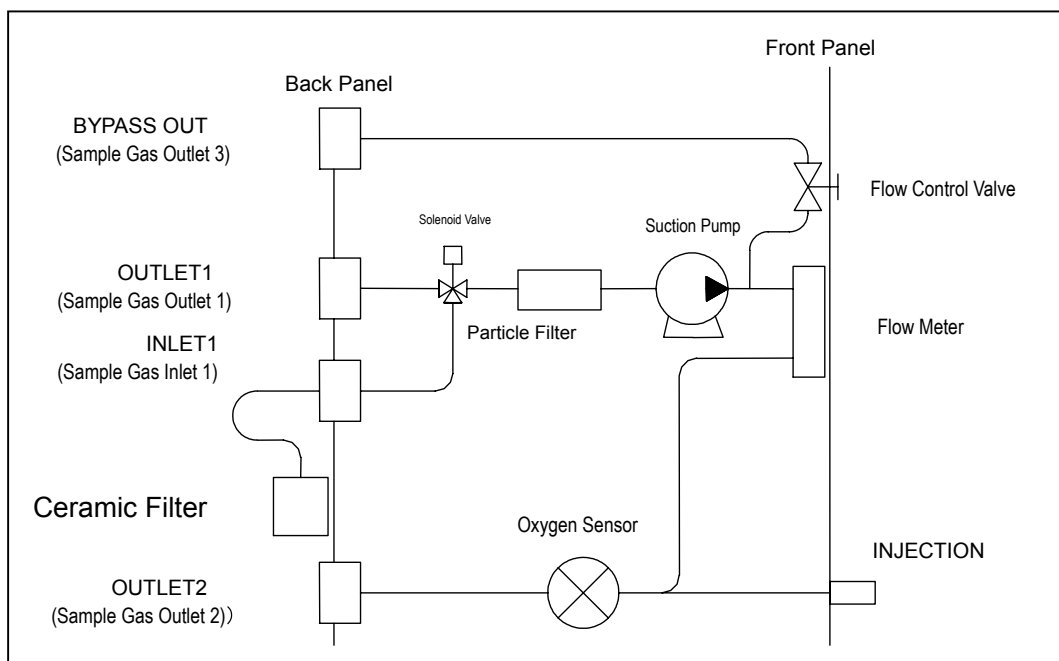 Front Panel
Back Panel
BYPASS OUT
(Sample Gas Outlet 3)
Flow Control Valve
Solenoid Valve
Suction Pump
OUTLET1
(Sample Gas Outlet 1)
Particle Filter
Flow Meter
INLET1
(Sample Gas Inlet 1)
Ceramic Filter
Oxygen Sensor
INJECTION
OUTLET2
(Sample Gas Outlet 2)）